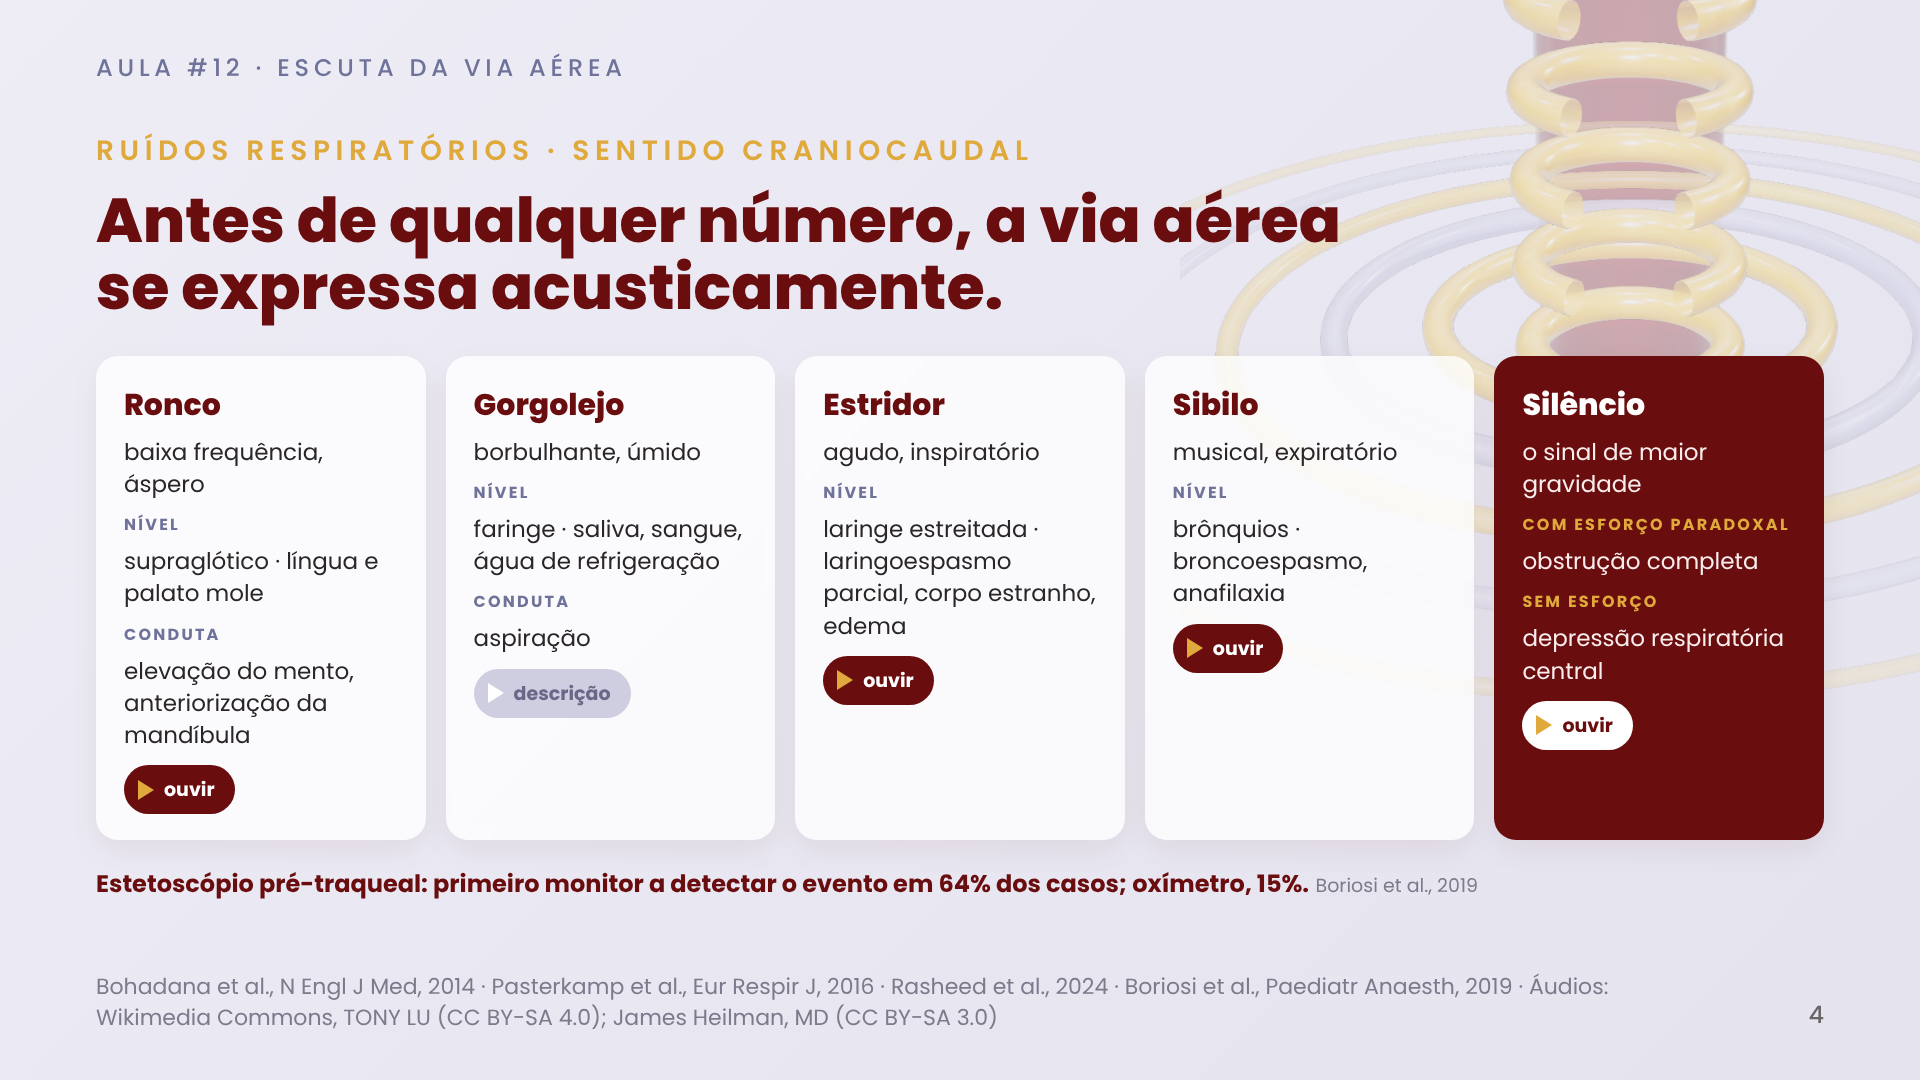 AULA #12 · ESCUTA DA VIA AÉREA
RUÍDOS RESPIRATÓRIOS · SENTIDO CRANIOCAUDAL
Antes de qualquer número, a via aérea
se expressa acusticamente.
Ronco
baixa frequência,
áspero
NÍVEL
supraglótico · língua e
palato mole
CONDUTA
elevação do mento,
anteriorização da
mandíbula
ouvir
Gorgolejo
borbulhante, úmido
NÍVEL
faringe · saliva, sangue,
água de refrigeração
CONDUTA
aspiração
descrição
Estridor
agudo, inspiratório
NÍVEL
laringe estreitada ·
laringoespasmo
parcial, corpo estranho,
edema
ouvir
Sibilo
musical, expiratório
NÍVEL
brônquios ·
broncoespasmo,
anafilaxia
ouvir
Silêncio
o sinal de maior
gravidade
COM ESFORÇO PARADOXAL
obstrução completa
SEM ESFORÇO
depressão respiratória
central
ouvir
Estetoscópio pré-traqueal: primeiro monitor a detectar o evento em 64% dos casos; oxímetro, 15%. Boriosi et al., 2019
Bohadana et al., N Engl J Med, 2014 · Pasterkamp et al., Eur Respir J, 2016 · Rasheed et al., 2024 · Boriosi et al., Paediatr Anaesth, 2019 · Áudios:
Wikimedia Commons, TONY LU (CC BY-SA 4.0); James Heilman, MD (CC BY-SA 3.0)
4